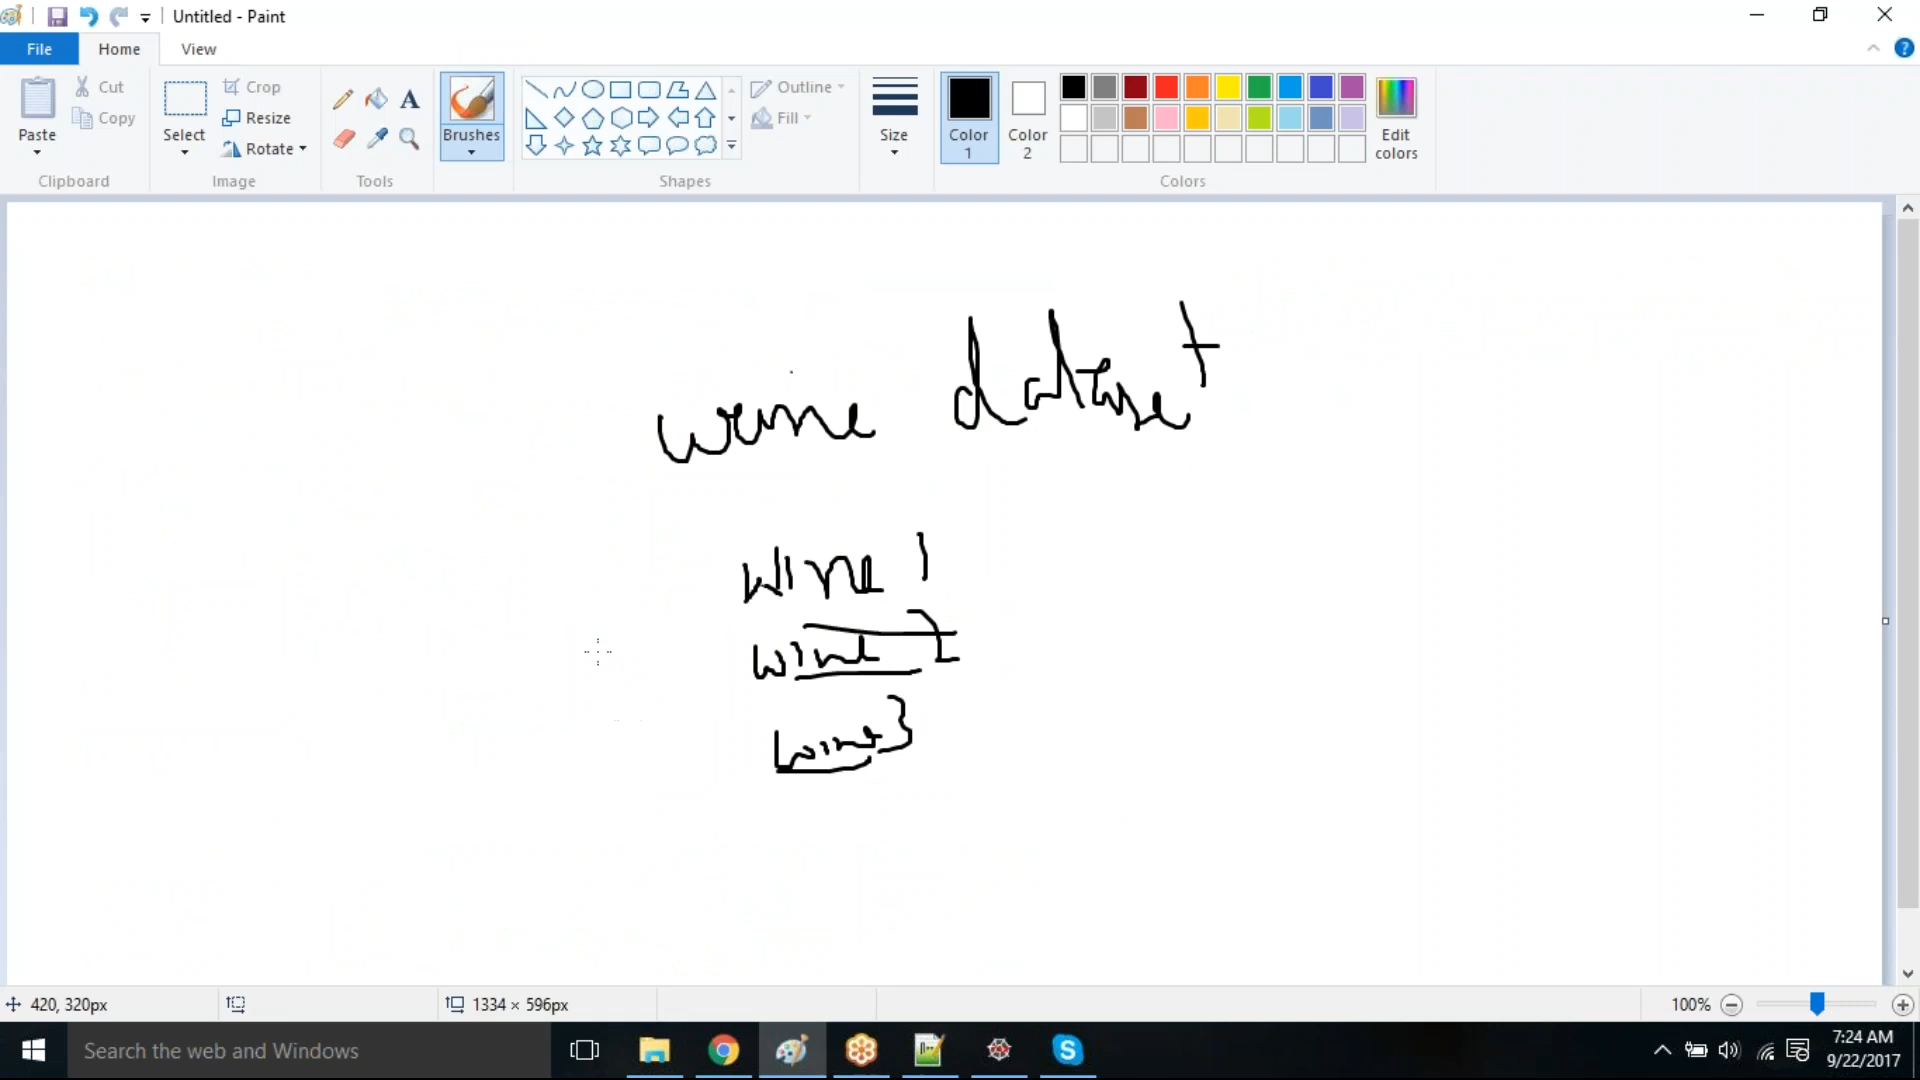 Untitled - Paint
File Home View
Paste Cut Copy Clipboard
Select Crop Resize Rotate Image
Tools
Brushes
Shapes
Outline Fill
Size
Color 1
Color 2
Edit colors
Colors
wine dataset
wine 1
wine 2
wine 3
420, 320px
1334 × 596px
100%
Search the web and Windows
7:24 AM
9/22/2017